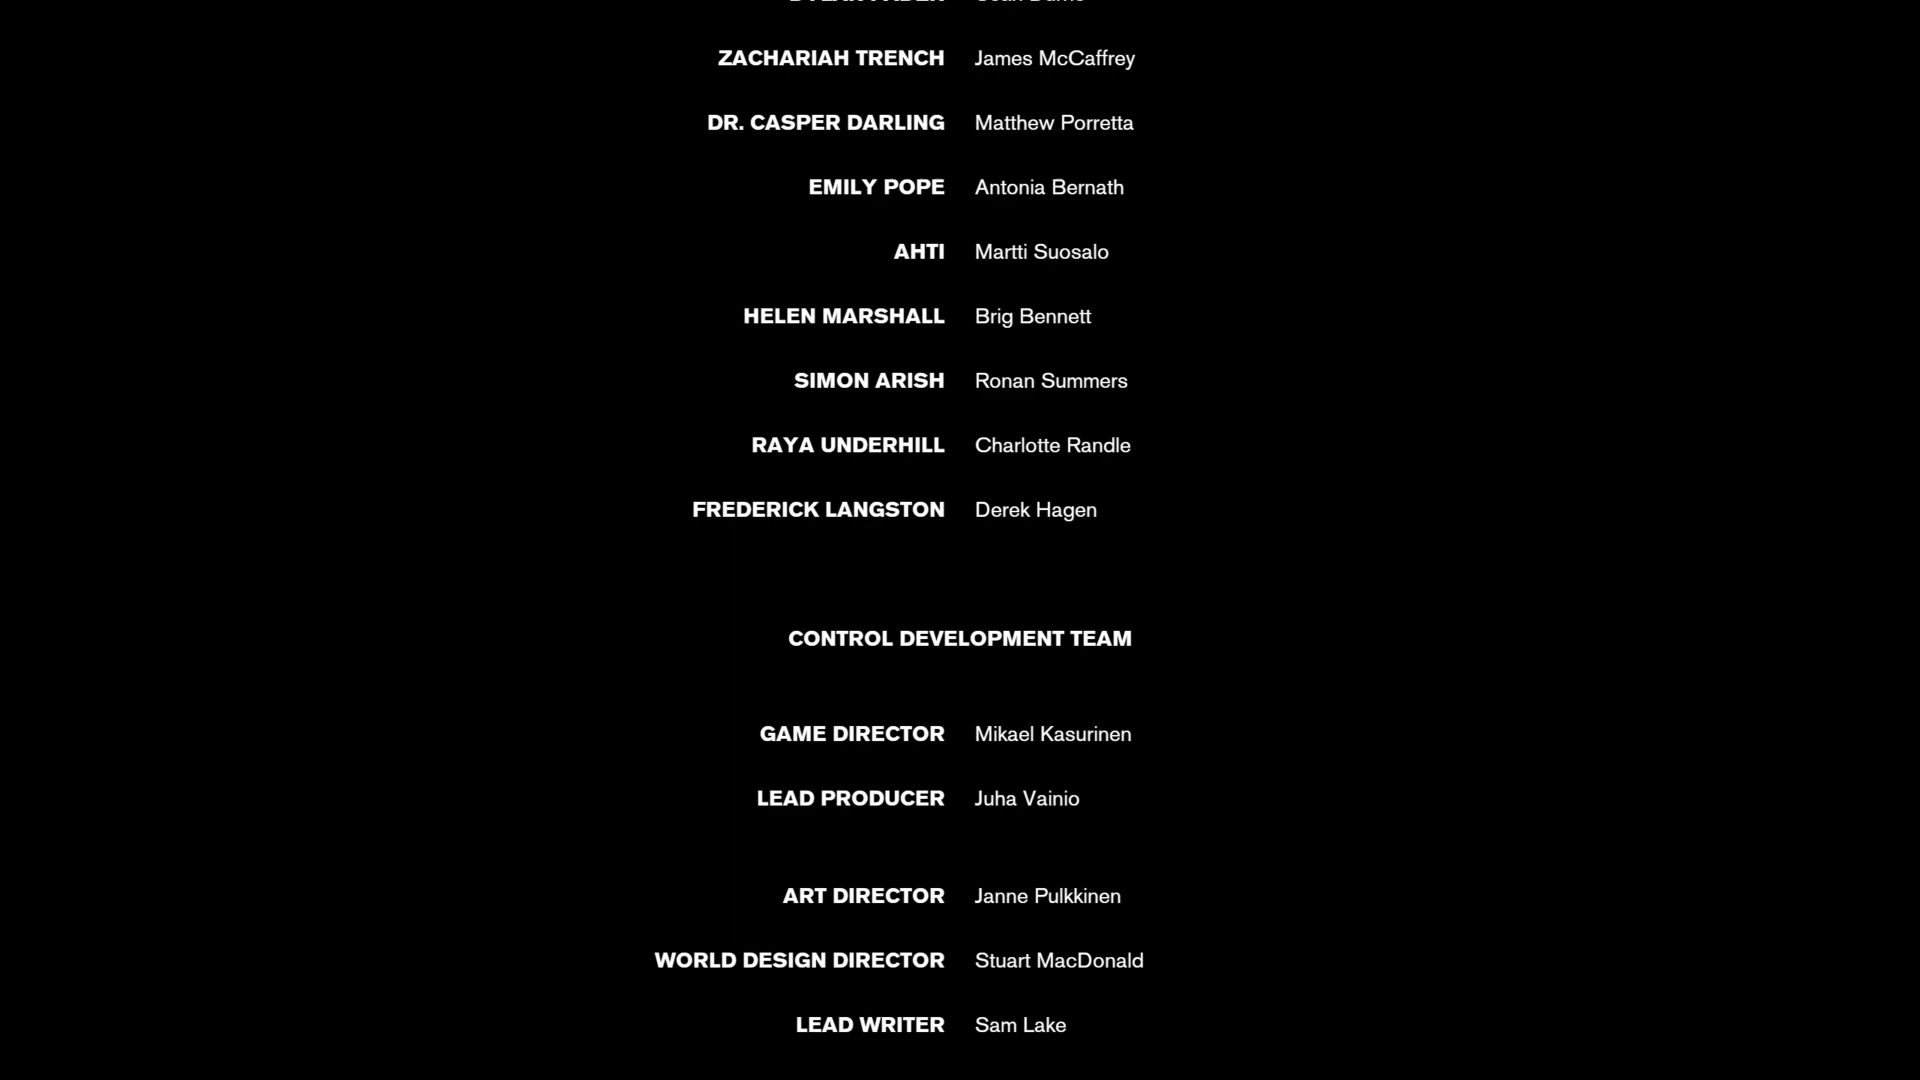 ZACHARIAH TRENCH James McCaffrey
DR. CASPER DARLING Matthew Porretta
EMILY POPE Antonia Bernath
AHTI Martti Suosalo
HELEN MARSHALL Brig Bennett
SIMON ARISH Ronan Summers
RAYA UNDERHILL Charlotte Randle
FREDERICK LANGSTON Derek Hagen
CONTROL DEVELOPMENT TEAM
GAME DIRECTOR Mikael Kasurinen
LEAD PRODUCER Juha Vainio
ART DIRECTOR Janne Pulkkinen
WORLD DESIGN DIRECTOR Stuart MacDonald
LEAD WRITER Sam Lake